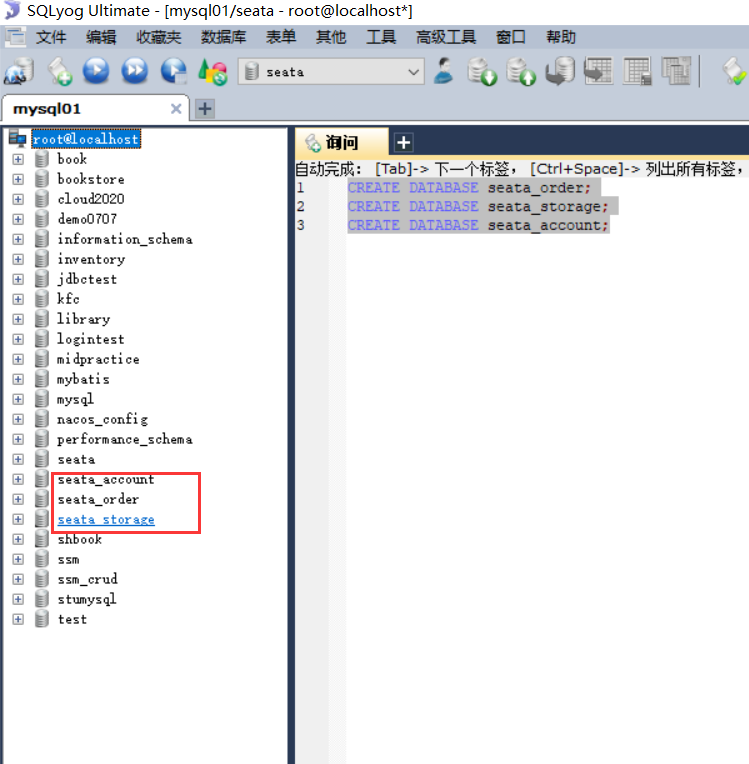 SQLyog Ultimate - [mysql01/seata - root@localhost*]
文件 编辑 收藏夹 数据库 表单 其他 工具 高级工具 窗口 帮助
seata
mysql01
root@localhost
book
bookstore
cloud2020
demo0707
information_schema
inventory
jdbctest
kfc
library
logintest
midpractice
mybatis
mysql
nacos_config
performance_schema
seata
seata_account
seata_order
seata_storage
shbook
ssm
ssm_crud
stumysql
test
询问
自动完成: [Tab]-> 下一个标签, [Ctrl+Space]-> 列出所有标签,
1 CREATE DATABASE seata_order;
2 CREATE DATABASE seata_storage;
3 CREATE DATABASE seata_account;